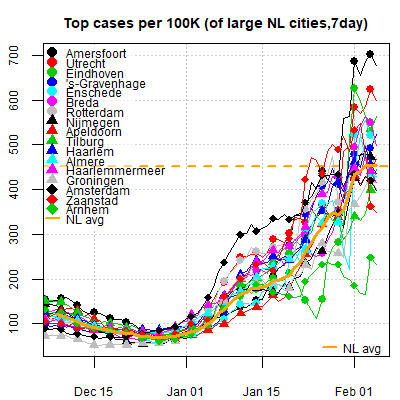 Top cases per 100K (of large NL cities,7day)
700
600
500
400
300
200
100
Amersfoort
Utrecht
Eindhoven
's-Gravenhage
Enschede
Breda
Rotterdam
Nijmegen
Apeldoorn
Tilburg
Haarlem
Almere
Haarlemmermeer
Groningen
Amsterdam
Zaanstad
Arnhem
NL avg
NL avg
Dec 15
Jan 01
Jan 15
Feb 01